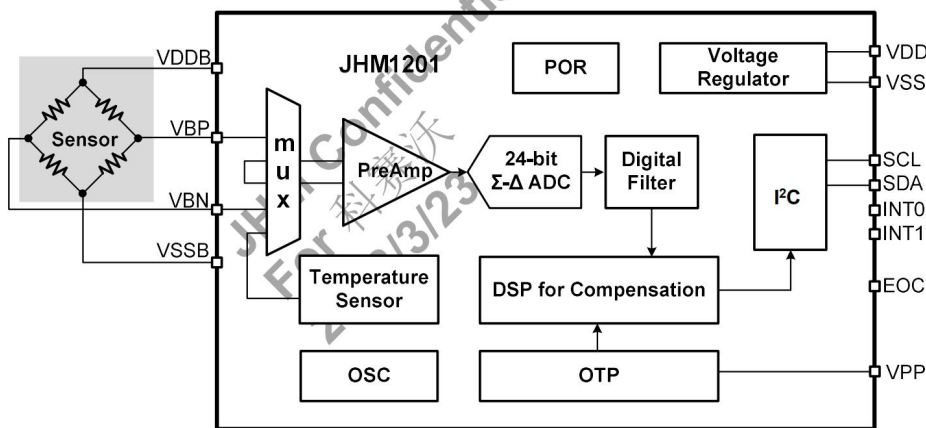 JHM1201
POR
Voltage
Regulator
VDD
VSS
VDDB
VBP
VBN
VSSB
Sensor
mux
PreAmp
24-bit
Σ-Δ ADC
Digital
Filter
I²C
SCL
SDA
INT0
INT1
EOC
VPP
Temperature
Sensor
DSP for Compensation
OSC
OTP
JHM Confidential
For 科赛沃